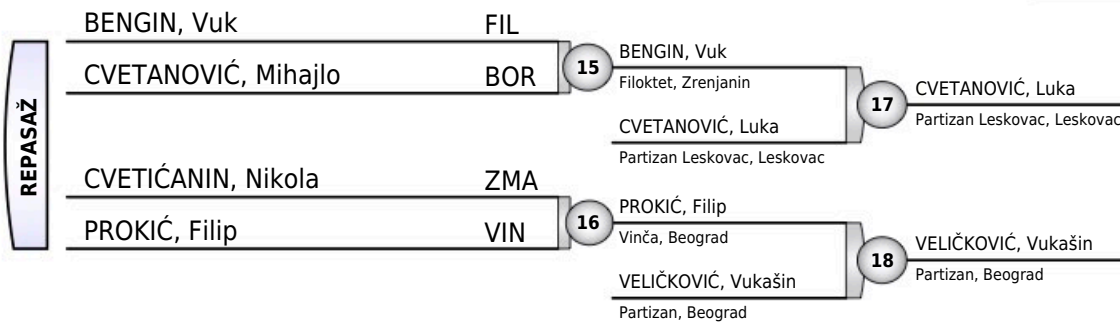 REPASAŽ
BENGIN, Vuk FIL
CVETANOVIĆ, Mihajlo BOR
15
BENGIN, Vuk
Filoktet, Zrenjanin
CVETANOVIĆ, Luka
Partizan Leskovac, Leskovac
17
CVETANOVIĆ, Luka
Partizan Leskovac, Leskovac
CVETIĆANIN, Nikola ZMA
PROKIĆ, Filip VIN
16
PROKIĆ, Filip
Vinča, Beograd
VELIČKOVIĆ, Vukašin
Partizan, Beograd
18
VELIČKOVIĆ, Vukašin
Partizan, Beograd